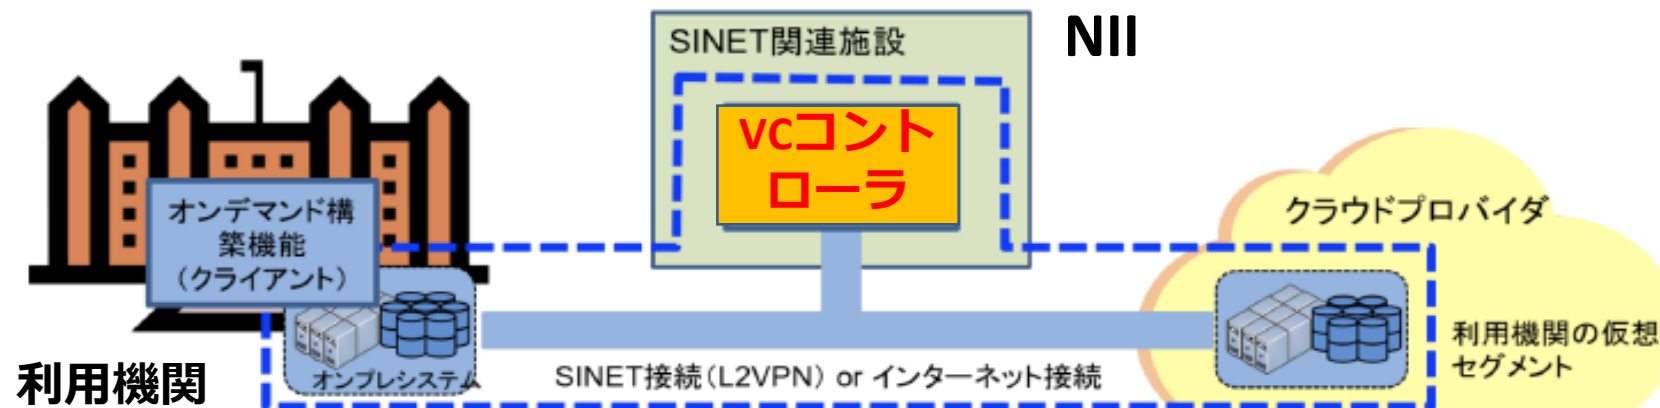 SINET関連施設
NII
VCコント
ローラ
オンデマンド構
築機能
（クライアント）
クラウドプロバイダ
利用機関の仮想
セグメント
オンプレシステム
SINET接続（L2VPN） or インターネット接続
利用機関